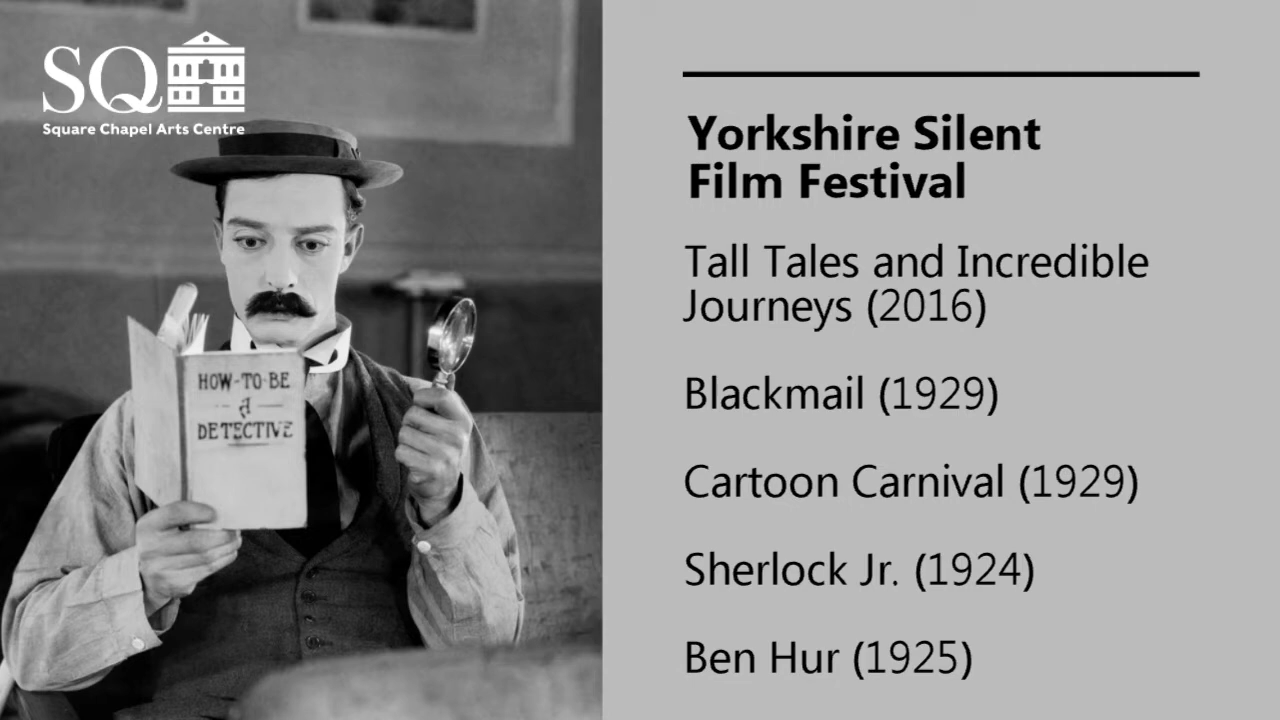 SQ
Square Chapel Arts Centre
HOW-TO-BE
A
DETECTIVE
Yorkshire Silent
Film Festival
Tall Tales and Incredible
Journeys (2016)
Blackmail (1929)
Cartoon Carnival (1929)
Sherlock Jr. (1924)
Ben Hur (1925)